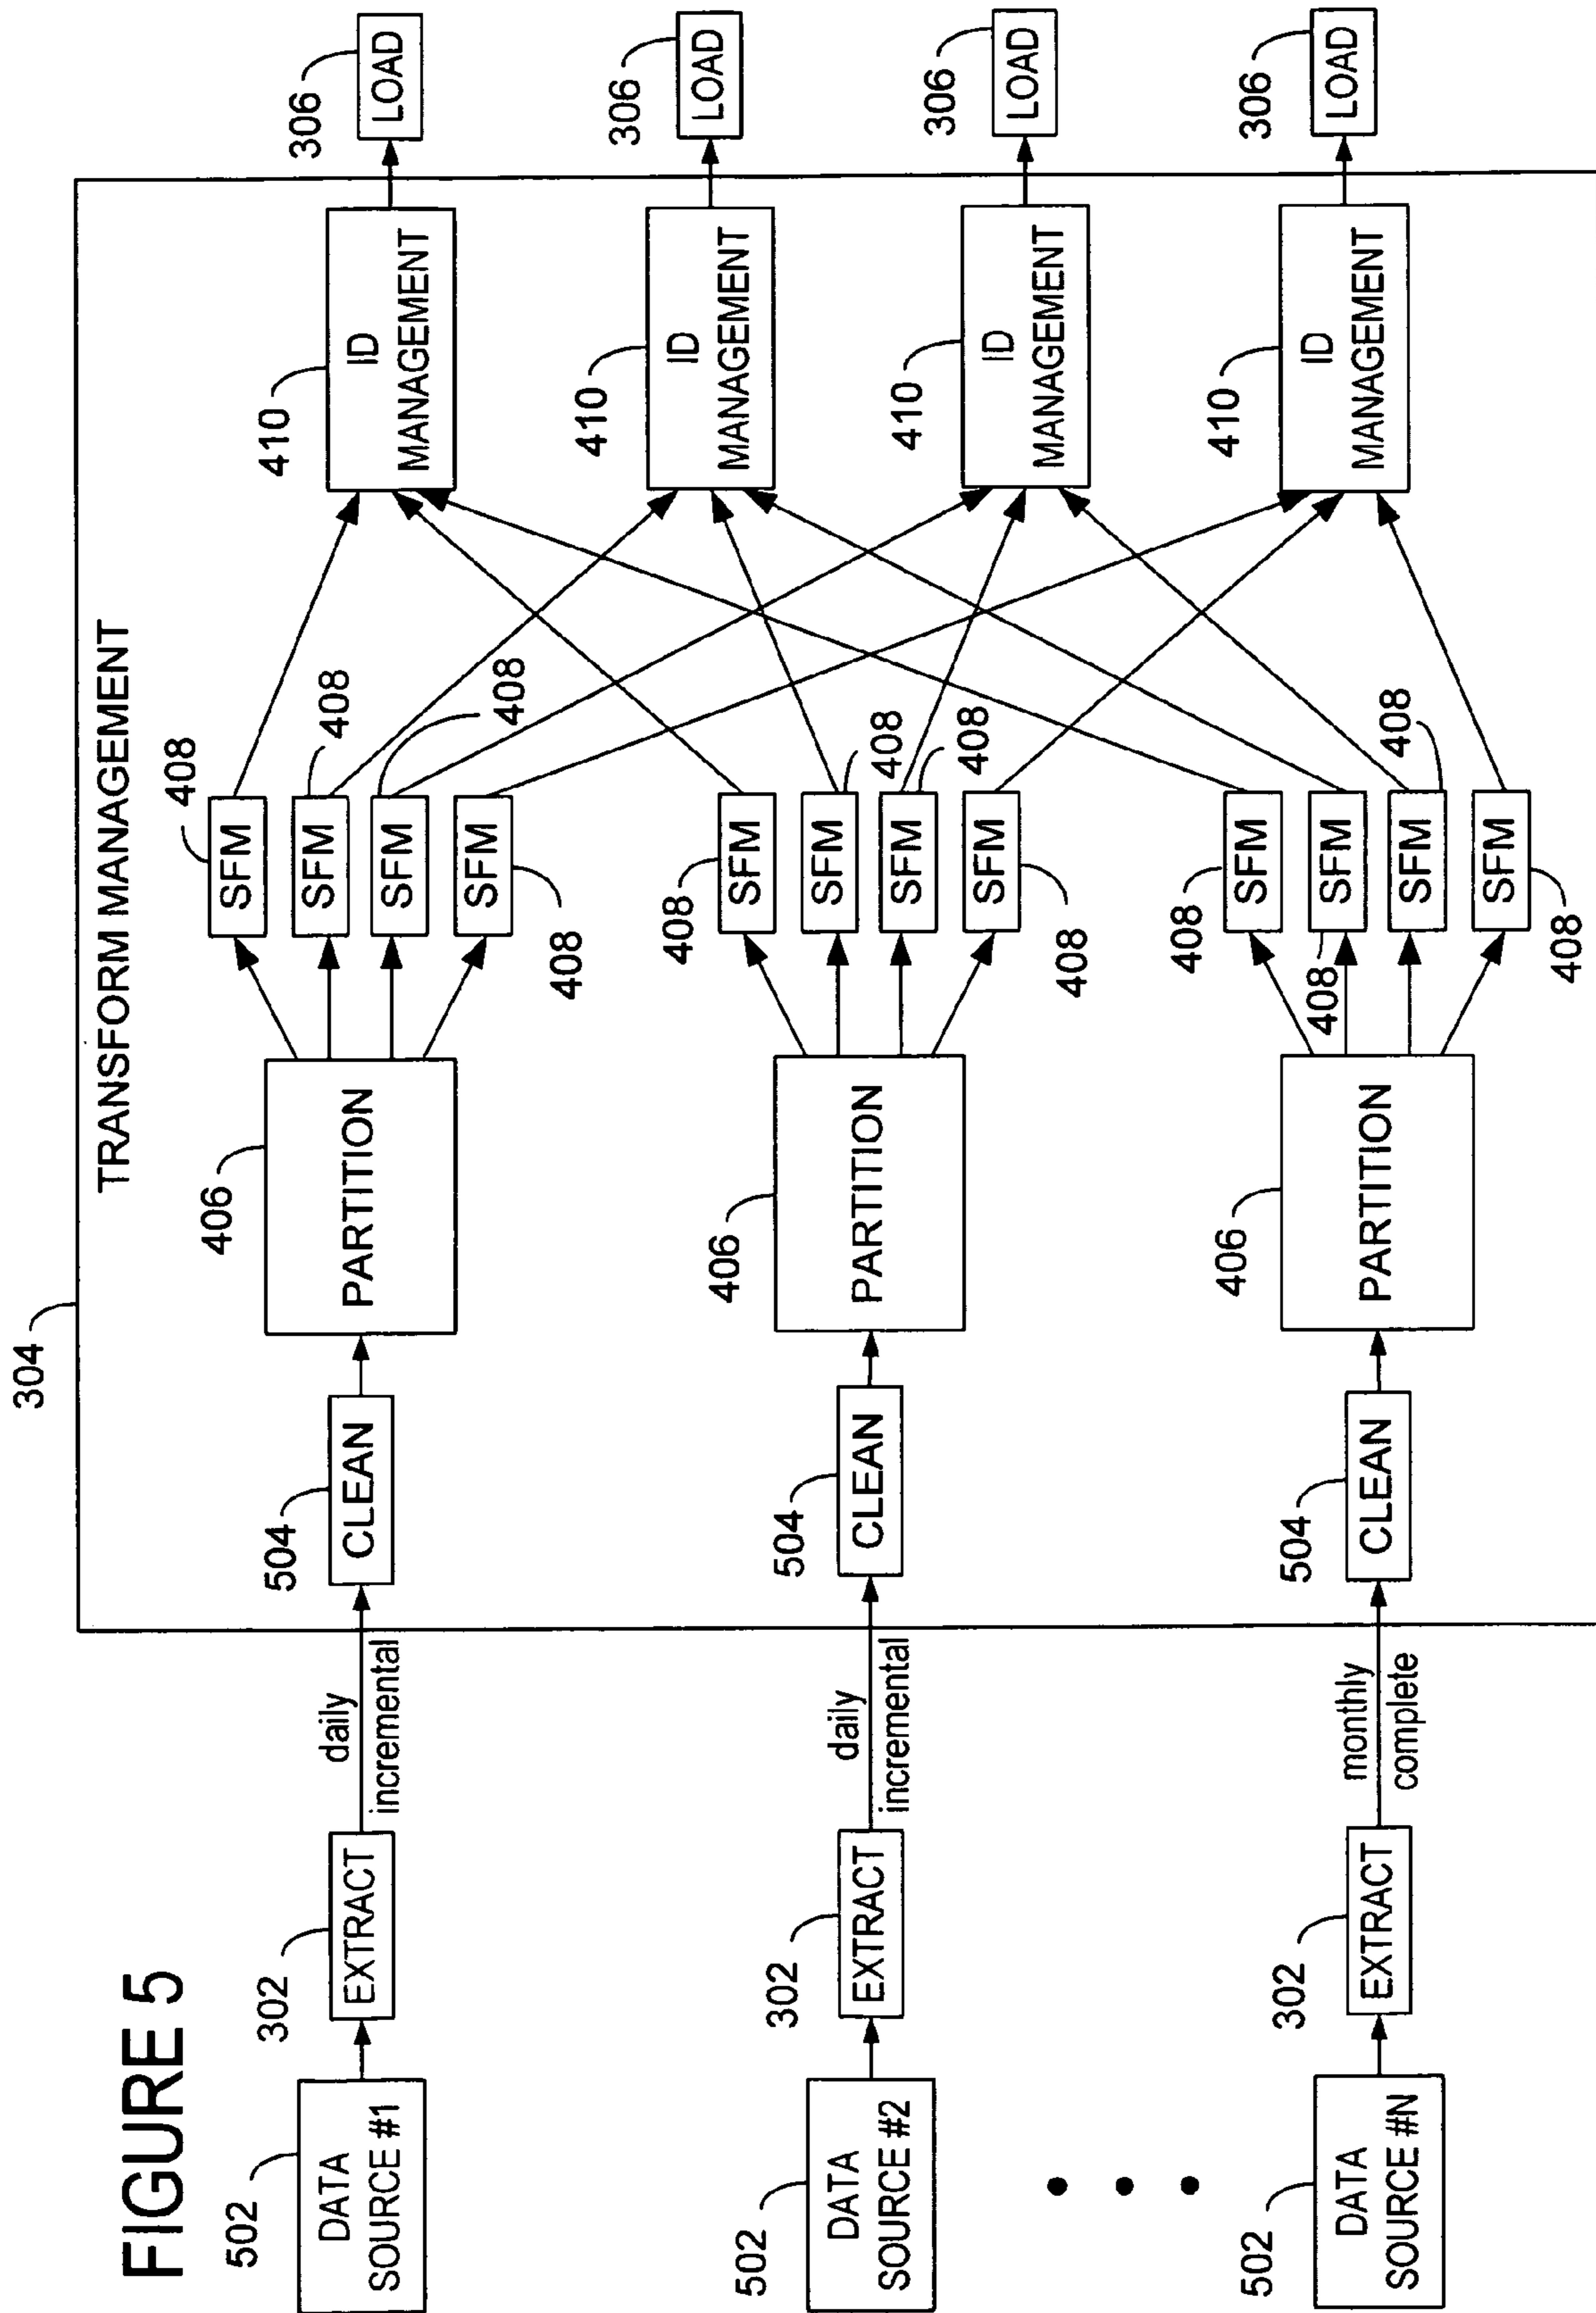 FIGURE 5
304
TRANSFORM MANAGEMENT
502
DATA
SOURCE #1
302
EXTRACT
daily
incremental
504
CLEAN
406
PARTITION
408
SFM
408
SFM
408
SFM
408
SFM
410
ID
MANAGEMENT
306
LOAD
502
DATA
SOURCE #2
302
EXTRACT
daily
incremental
504
CLEAN
406
PARTITION
408
SFM
408
SFM
408
SFM
408
SFM
410
ID
MANAGEMENT
306
LOAD
410
ID
MANAGEMENT
306
LOAD
502
DATA
SOURCE #N
302
EXTRACT
monthly
complete
504
CLEAN
406
PARTITION
408
SFM
408
SFM
408
SFM
408
SFM
410
ID
MANAGEMENT
306
LOAD